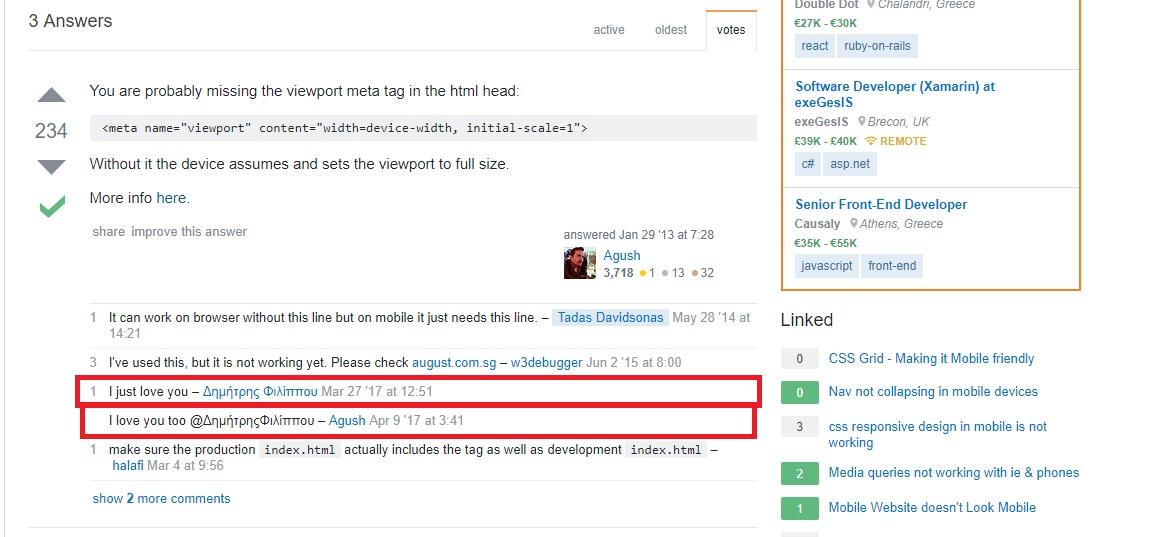 3 Answers
active oldest votes
You are probably missing the viewport meta tag in the html head:
234
<meta name="viewport" content="width=device-width, initial-scale=1">
Without it the device assumes and sets the viewport to full size.
More info here.
share improve this answer
answered Jan 29 '13 at 7:28
Agush
3,718 1 13 32
1 It can work on browser without this line but on mobile it just needs this line. – Tadas Davidsonas May 28 '14 at
14:21
3 I've used this, but it is not working yet. Please check august.com.sg – w3debugger Jun 2 '15 at 8:00
1 I just love you – Δημήτρης Φιλίππου Mar 27 '17 at 12:51
I love you too @ΔημήτρηςΦιλίππου – Agush Apr 9 '17 at 3:41
1 make sure the production index.html actually includes the tag as well as development index.html –
halafi Mar 4 at 9:56
show 2 more comments
Double Dot Chalandri, Greece
€27K - €30K
react ruby-on-rails
Software Developer (Xamarin) at
exeGesIS
exeGesIS Brecon, UK
£39K - £40K REMOTE
c# asp.net
Senior Front-End Developer
Causaly Athens, Greece
€35K - €55K
javascript front-end
Linked
0 CSS Grid - Making it Mobile friendly
0 Nav not collapsing in mobile devices
3 css responsive design in mobile is not
working
2 Media queries not working with ie & phones
1 Mobile Website doesn't Look Mobile